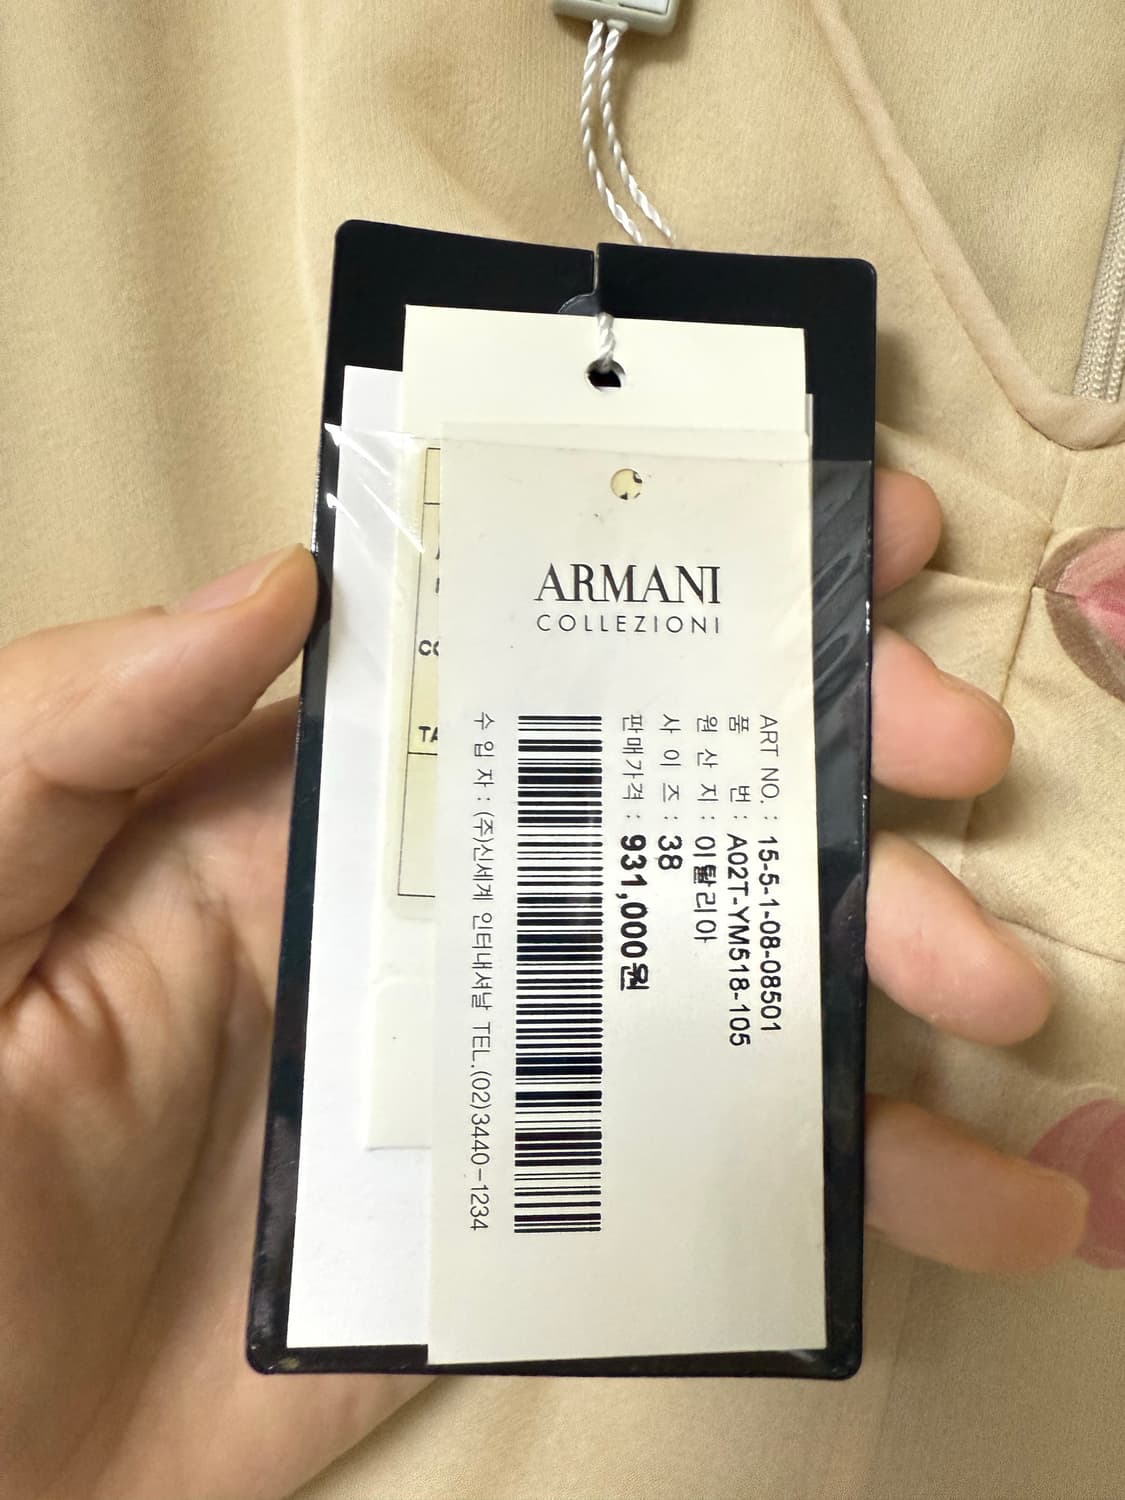 ARMANI
COLLEZIONI
ART NO. : 15-5-1-08-08501
품 번 : A02T-YM518-105
원 산 지 : 이탈리아
사 이 즈 : 38
판매가격 : 931,000원
수 입 자 : (주)신세계 인터내셔날 TEL.(02)3440-1234